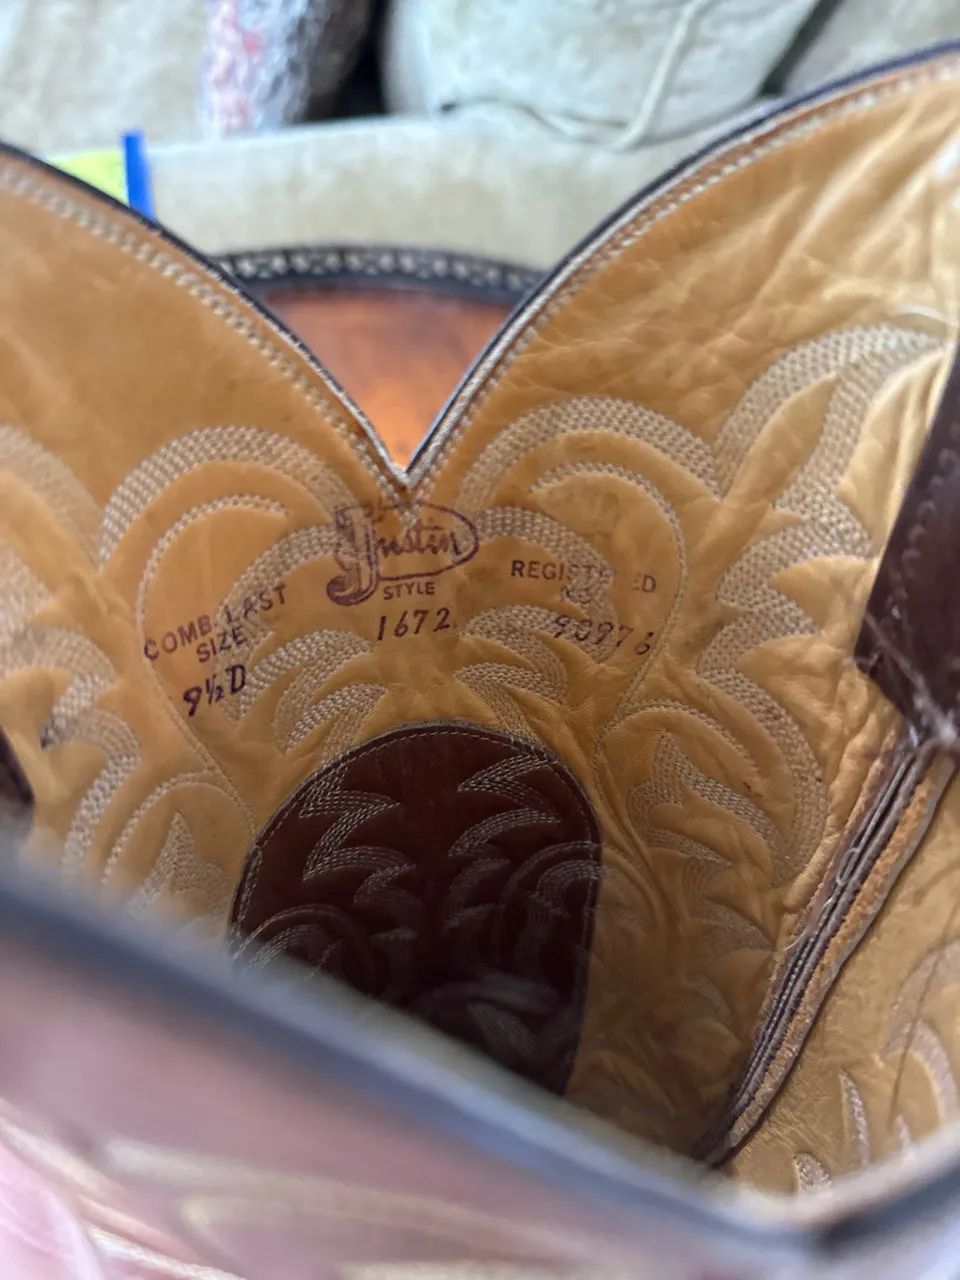 Justin
STYLE
1672
COMB. LAST
SIZE
9½D
REGISTERED